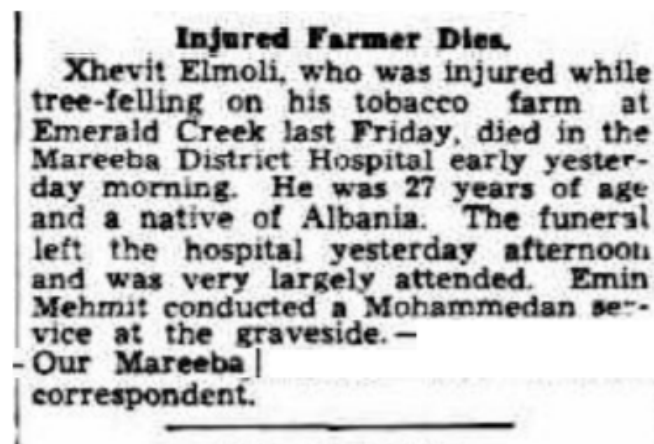 Injured Farmer Dies.
Xhevit Elmoli, who was injured while
tree-felling on his tobacco farm at
Emerald Creek last Friday, died in the
Mareeba District Hospital early yester-
day morning. He was 27 years of age
and a native of Albania. The funeral
left the hospital yesterday afternoon
and was very largely attended. Emin
Mehmit conducted a Mohammedan ser-
vice at the graveside.—
-Our Mareeba
correspondent.